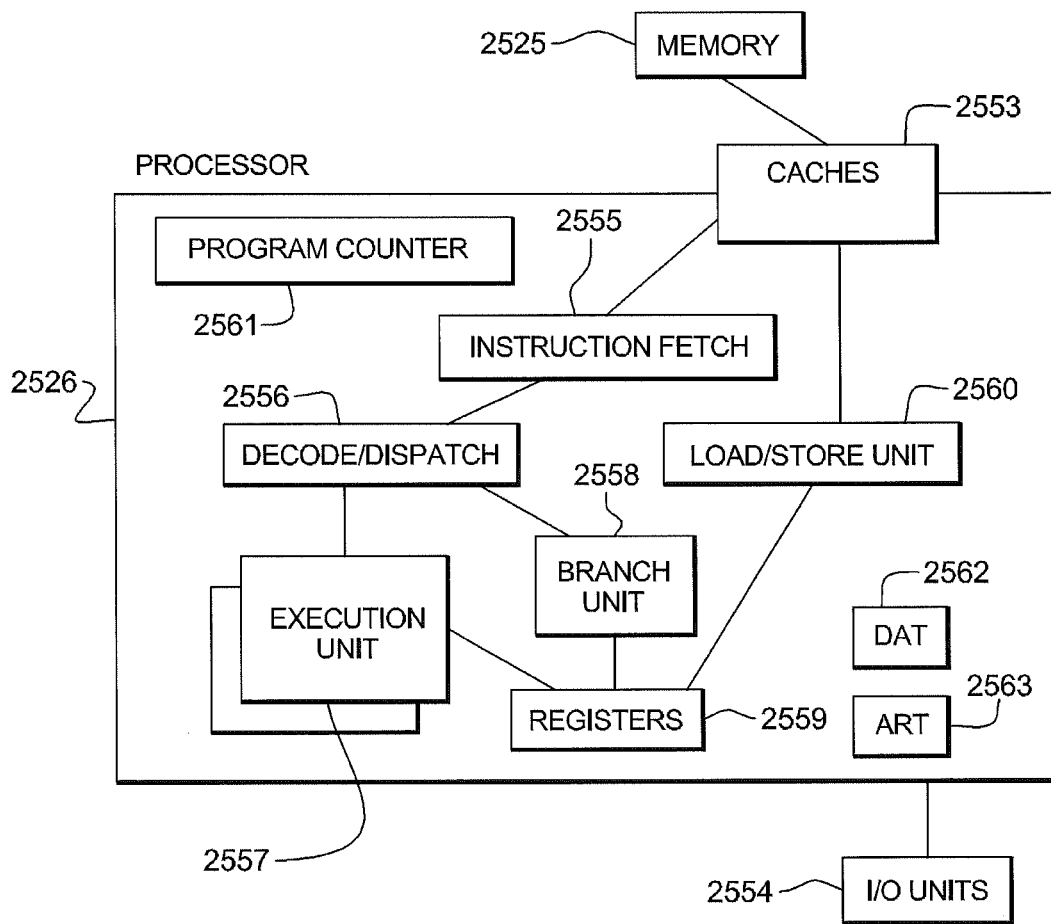 2525
MEMORY
2553
CACHES
PROCESSOR
PROGRAM COUNTER
2561
2555
INSTRUCTION FETCH
2526
2556
DECODE/DISPATCH
2560
LOAD/STORE UNIT
2558
BRANCH
UNIT
EXECUTION
UNIT
2562
DAT
REGISTERS
2559
2563
ART
2557
2554
I/O UNITS